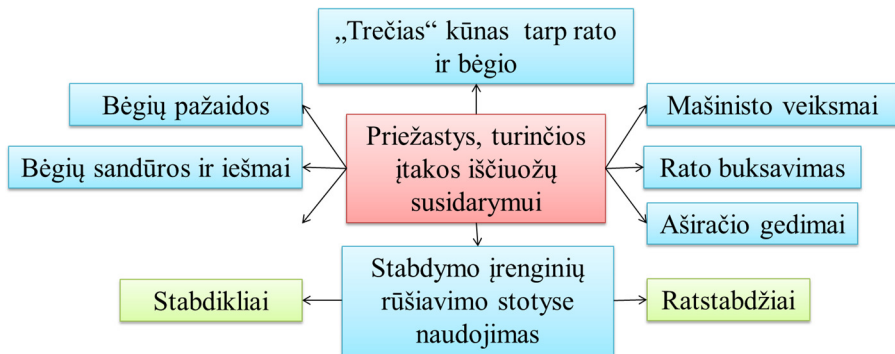 „Trečias“ kūnas tarp rato
ir bėgio
Bėgių pažaidos
Bėgių sandūros ir iešmai
Priežastys, turinčios
įtakos iščiuožų
susidarymui
Mašinisto veiksmai
Rato buksavimas
Aširačio gedimai
Stabdikliai
Stabdymo įrenginių
rūšiavimo stotyse
naudojimas
Ratstabdžiai